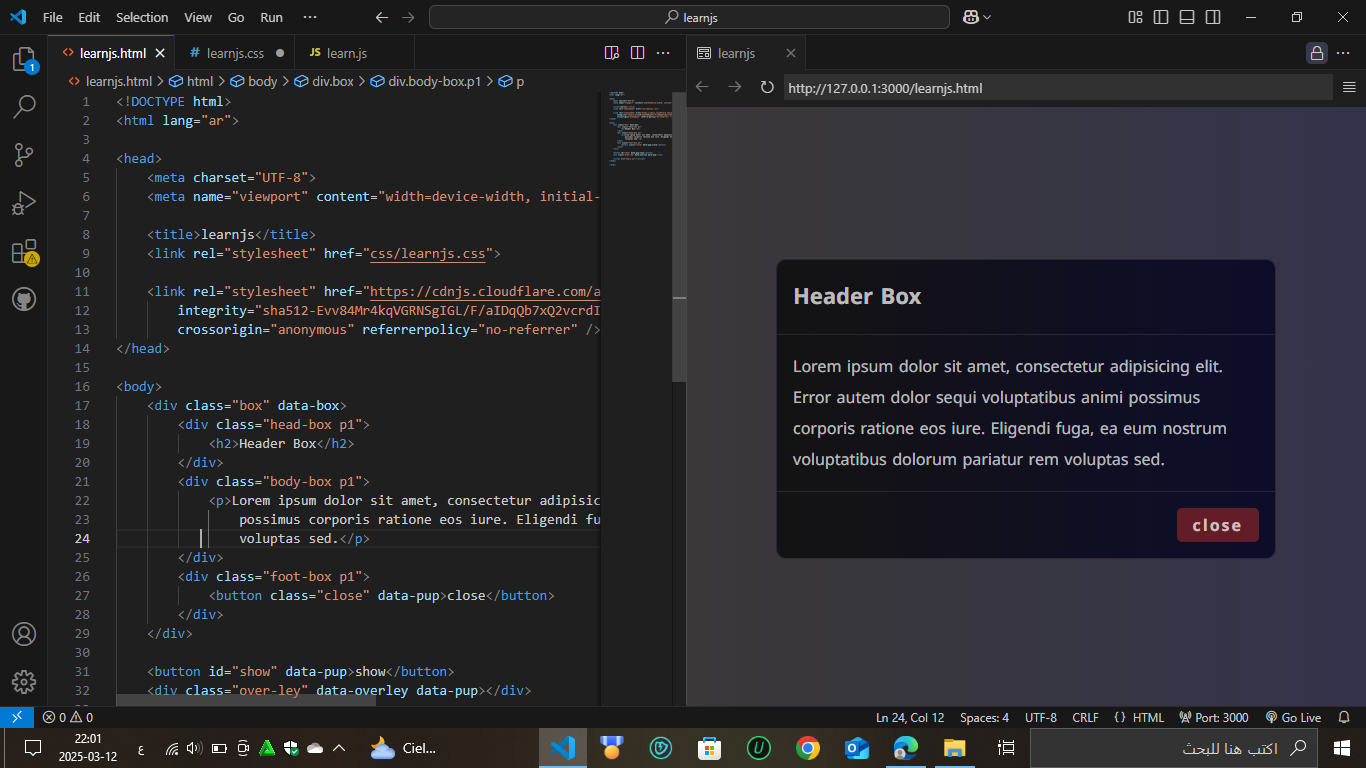 File Edit Selection View Go Run ···
learnjs
learnjs.html
# learnjs.css
JS learn.js
learnjs
1
learnjs.html > html > body > div.box > div.body-box.p1 > p
http://127.0.0.1:3000/learnjs.html
1 <!DOCTYPE html>
2 <html lang="ar">
3
4 <head>
5 <meta charset="UTF-8">
6 <meta name="viewport" content="width=device-width, initial-
7
8 <title>learnjs</title>
9 <link rel="stylesheet" href="css/learnjs.css">
10
11 <link rel="stylesheet" href="https://cdnjs.cloudflare.com/a
12 integrity="sha512-Evv84Mr4kqVGRNSgIGL/F/aIDqQb7xQ2vcrdI
13 crossorigin="anonymous" referrerpolicy="no-referrer" />
14 </head>
15
16 <body>
17 <div class="box" data-box>
18 <div class="head-box p1">
19 <h2>Header Box</h2>
20 </div>
21 <div class="body-box p1">
22 <p>Lorem ipsum dolor sit amet, consectetur adipisic
23 possimus corporis ratione eos iure. Eligendi fu
24 voluptas sed.</p>
25 </div>
26 <div class="foot-box p1">
27 <button class="close" data-pup>close</button>
28 </div>
29 </div>
30
31 <button id="show" data-pup>show</button>
32 <div class="over-ley" data-overley data-pup></div>
Header Box
Lorem ipsum dolor sit amet, consectetur adipisicing elit.
Error autem dolor sequi voluptatibus animi possimus
corporis ratione eos iure. Eligendi fuga, ea eum nostrum
voluptatibus dolorum pariatur rem voluptas sed.
close
0 0 Ln 24, Col 12 Spaces: 4 UTF-8 CRLF {} HTML Port: 3000 Go Live
22:01
2025-03-12
ع
Ciel...
اكتب هنا للبحث